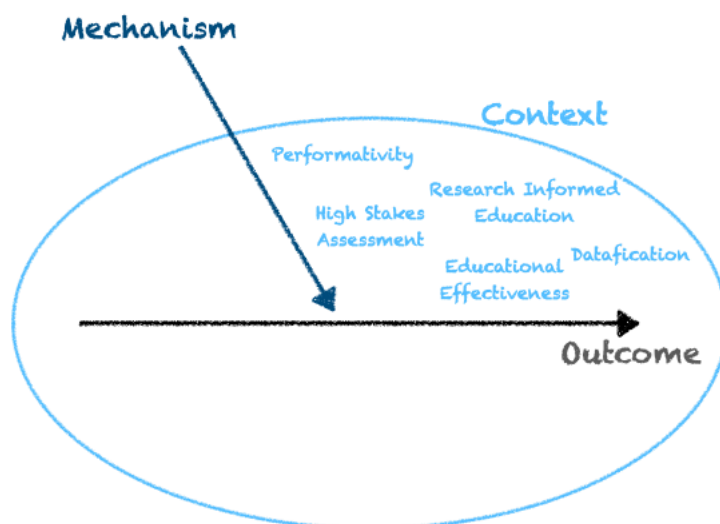 Mechanism
Context
Performativity
Research Informed
Education
High Stakes
Assessment
Datafication
Educational
Effectiveness
Outcome